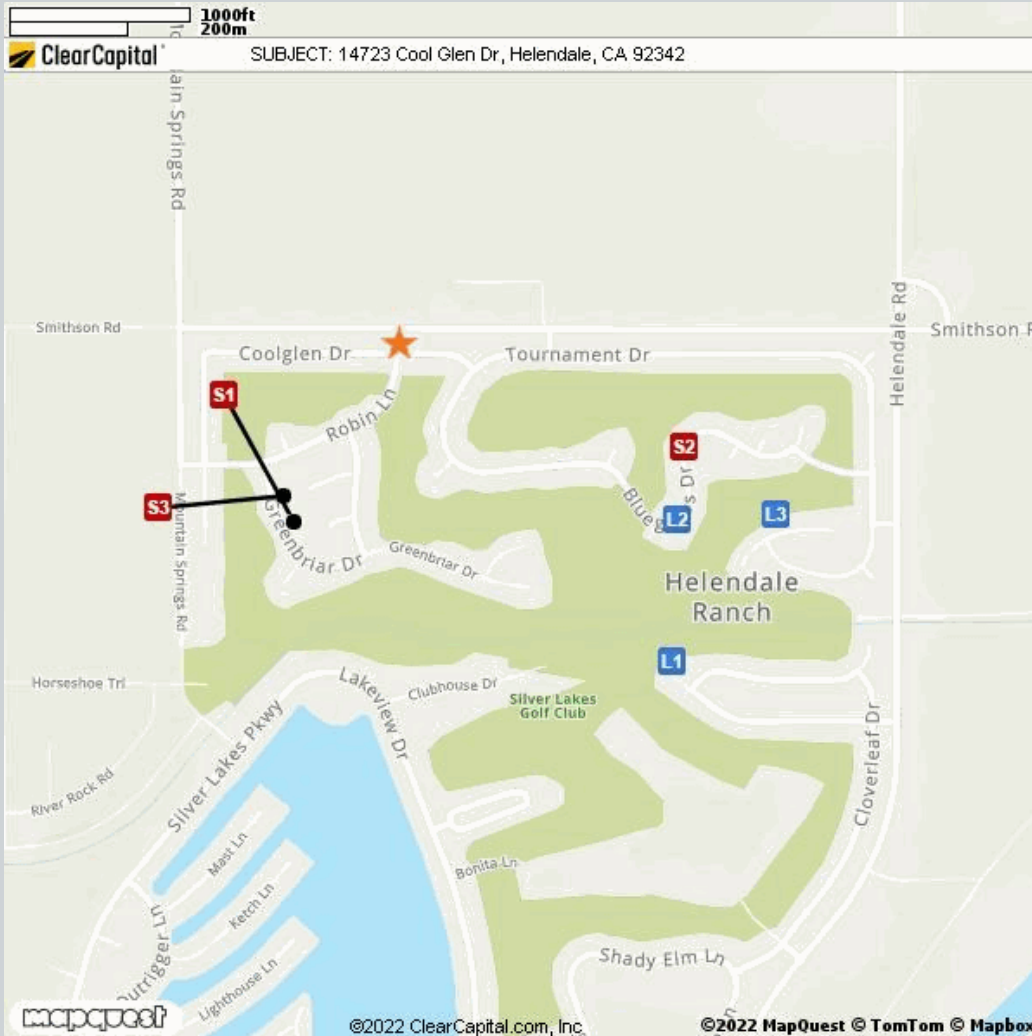 1000ft
200m
ClearCapital
SUBJECT: 14723 Cool Glen Dr, Helendale, CA 92342
ain Springs Rd
Smithson Rd
Helendale Rd
Smithson R
Coolglen Dr
Tournament Dr
S1
Robin Ln
S2
S3
Mountain Springs Rd
Greenbriar Dr
Greenbriar Dr
Blueg
s Dr
L2
L3
Helendale
Ranch
L1
Horseshoe Trl
Lakeview Dr
Clubhouse Dr
Silver Lakes
Golf Club
Silver Lakes Pkwy
River Rock Rd
Cloverleaf Dr
Mast Ln
Bonita Ln
Ketch Ln
Outrigger Ln
Lighthouse Ln
Shady Elm Ln
mapquest
©2022 ClearCapital.com, Inc
©2022 MapQuest © TomTom © Mapbox